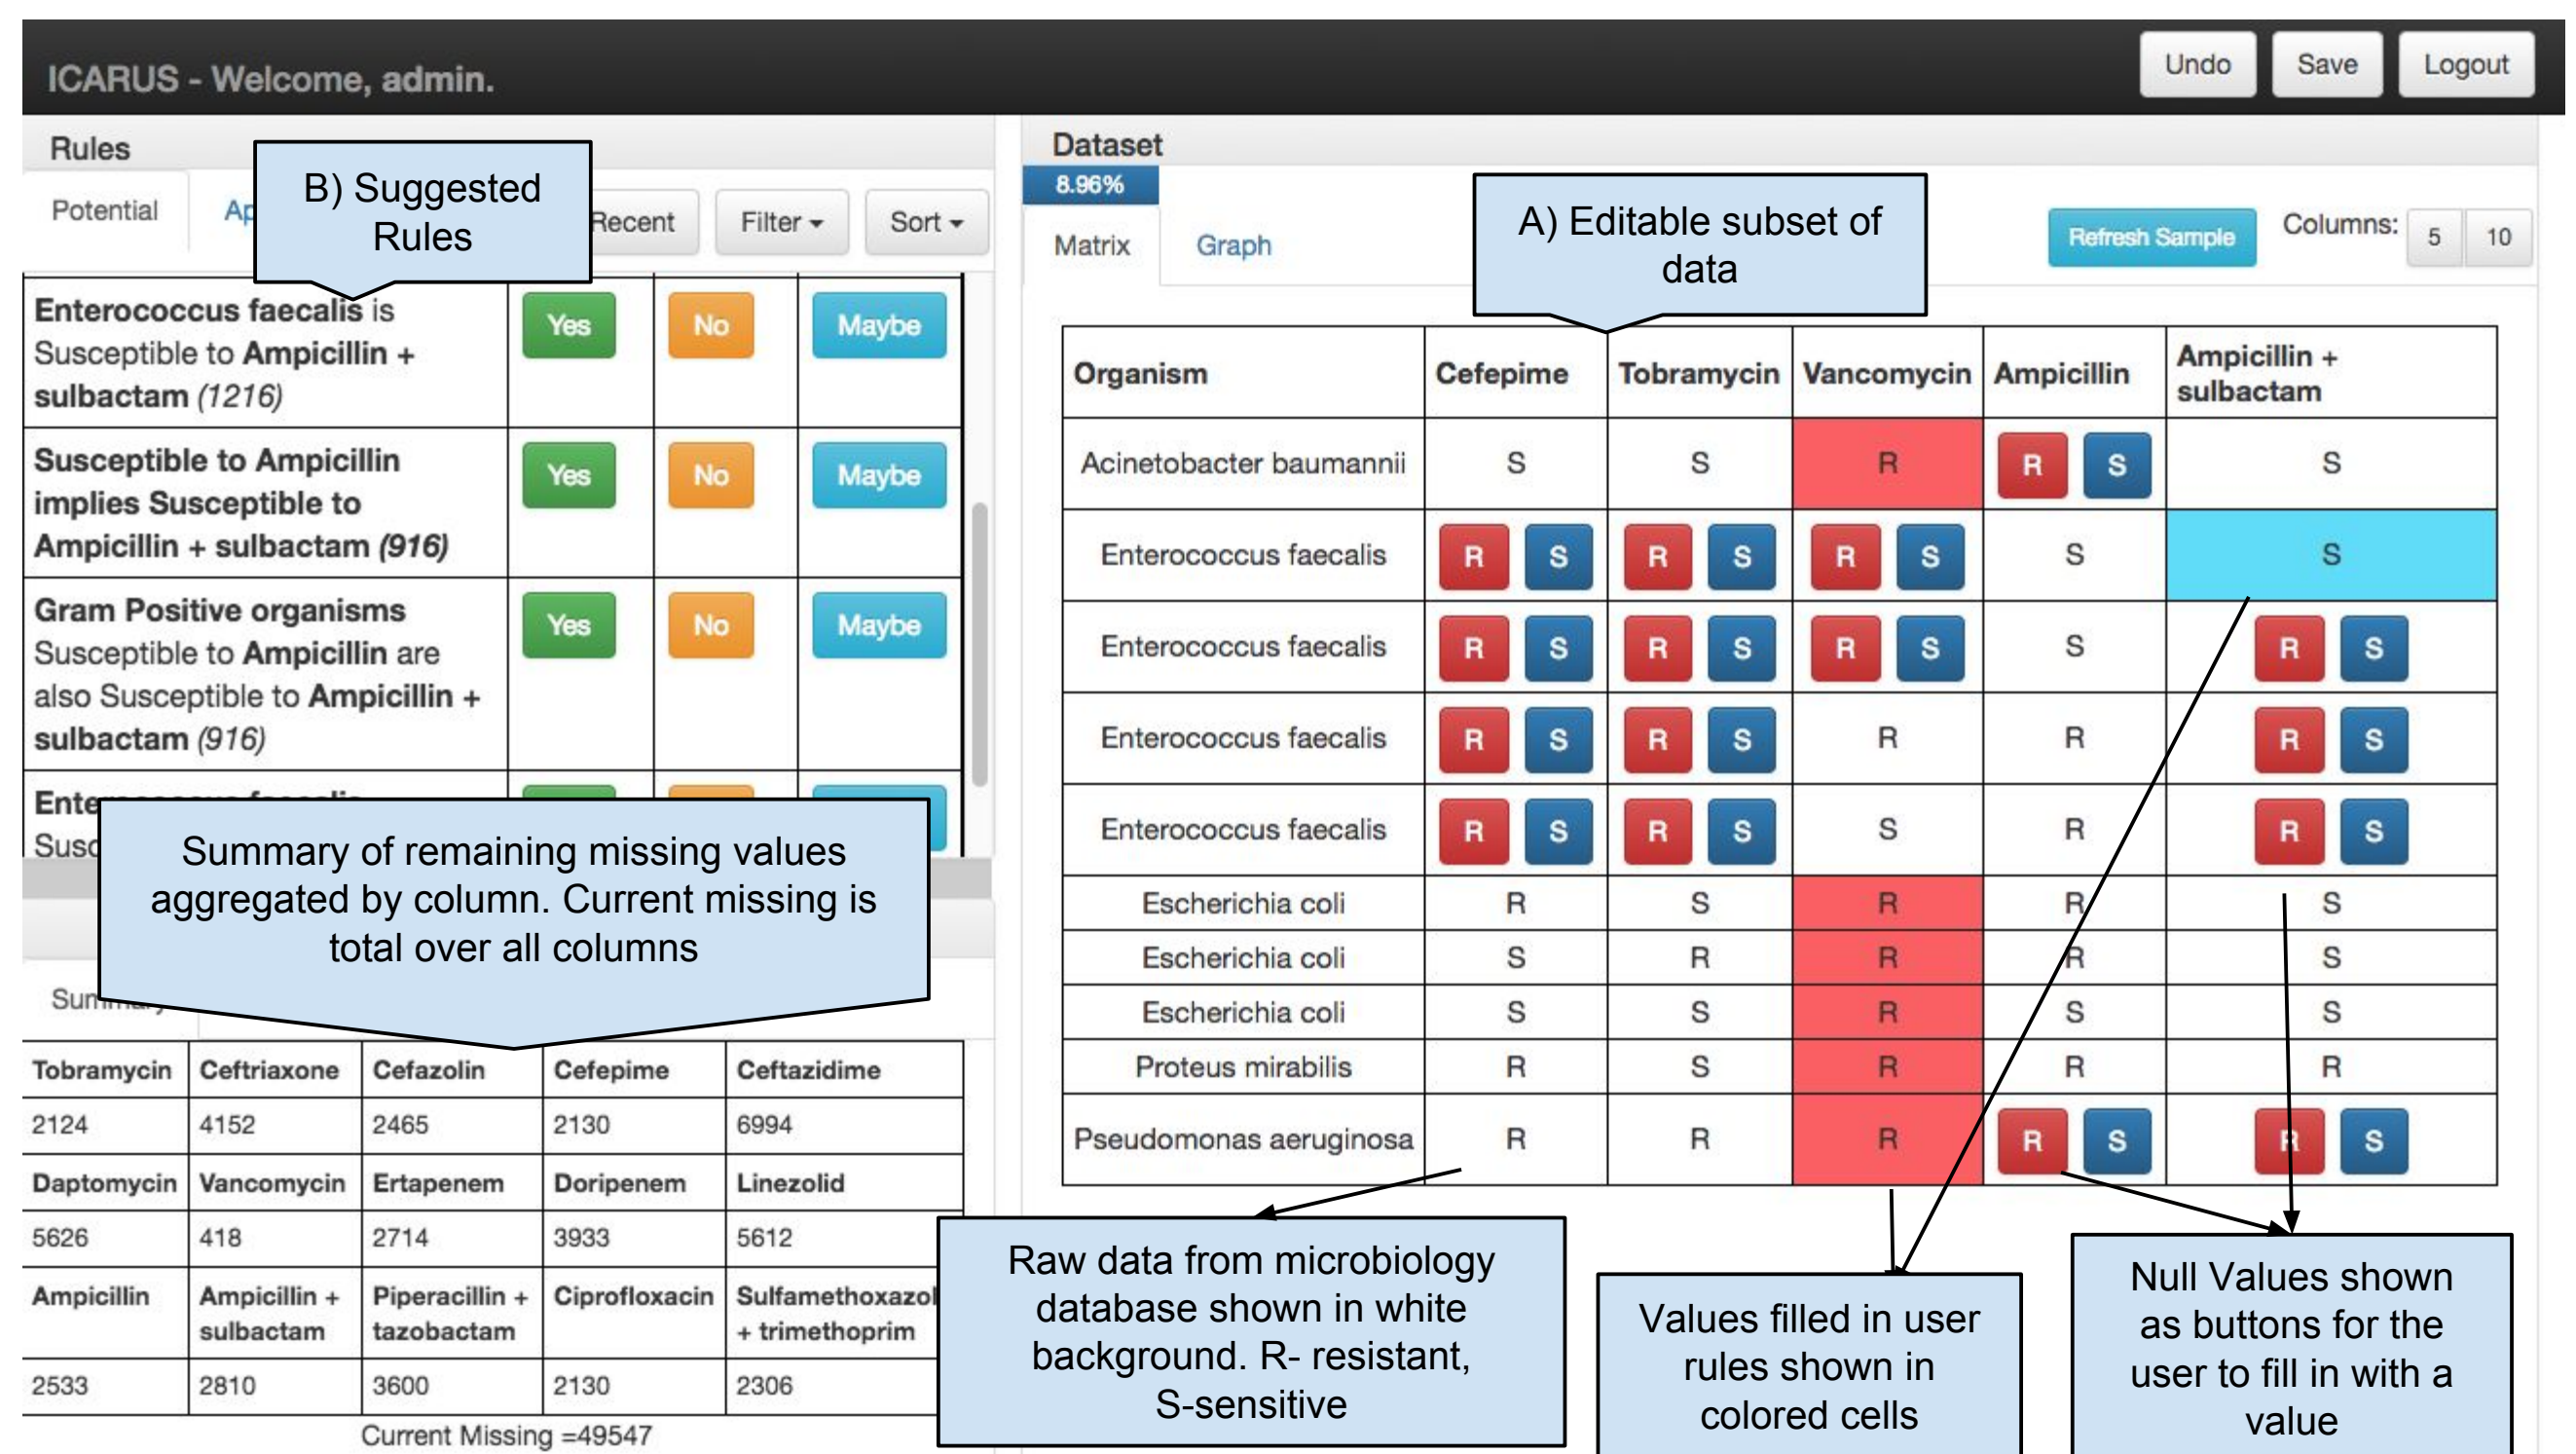 ICARUS - Welcome, admin.
Undo Save Logout
Rules
B) Suggested
Rules
Potential
Recent Filter Sort
Enterococcus faecalis is
Susceptible to Ampicillin +
sulbactam (1216)
Yes No Maybe
Susceptible to Ampicillin
implies Susceptible to
Ampicillin + sulbactam (916)
Yes No Maybe
Gram Positive organisms
Susceptible to Ampicillin are
also Susceptible to Ampicillin +
sulbactam (916)
Yes No Maybe
Summary of remaining missing values
aggregated by column. Current missing is
total over all columns
Tobramycin Ceftriaxone Cefazolin Cefepime Ceftazidime
2124 4152 2465 2130 6994
Daptomycin Vancomycin Ertapenem Doripenem Linezolid
5626 418 2714 3933 5612
Ampicillin Ampicillin + Piperacillin + Ciprofloxacin Sulfamethoxazol
sulbactam tazobactam + trimethoprim
2533 2810 3600 2130 2306
Current Missing =49547
Dataset
8.96%
Matrix Graph
A) Editable subset of
data
Refresh Sample Columns: 5 10
Organism Cefepime Tobramycin Vancomycin Ampicillin Ampicillin +
sulbactam
Acinetobacter baumannii S S R R S S
Enterococcus faecalis R S R S R S S S
Enterococcus faecalis R S R S R S S R S
Enterococcus faecalis R S R S R R R S
Enterococcus faecalis R S R S S R R S
Escherichia coli R S R R S
Escherichia coli S R R R S
Escherichia coli S S R S S
Proteus mirabilis R S R R R
Pseudomonas aeruginosa R R R R S R S
Raw data from microbiology
database shown in white
background. R- resistant,
S-sensitive
Values filled in user
rules shown in
colored cells
Null Values shown
as buttons for the
user to fill in with a
value